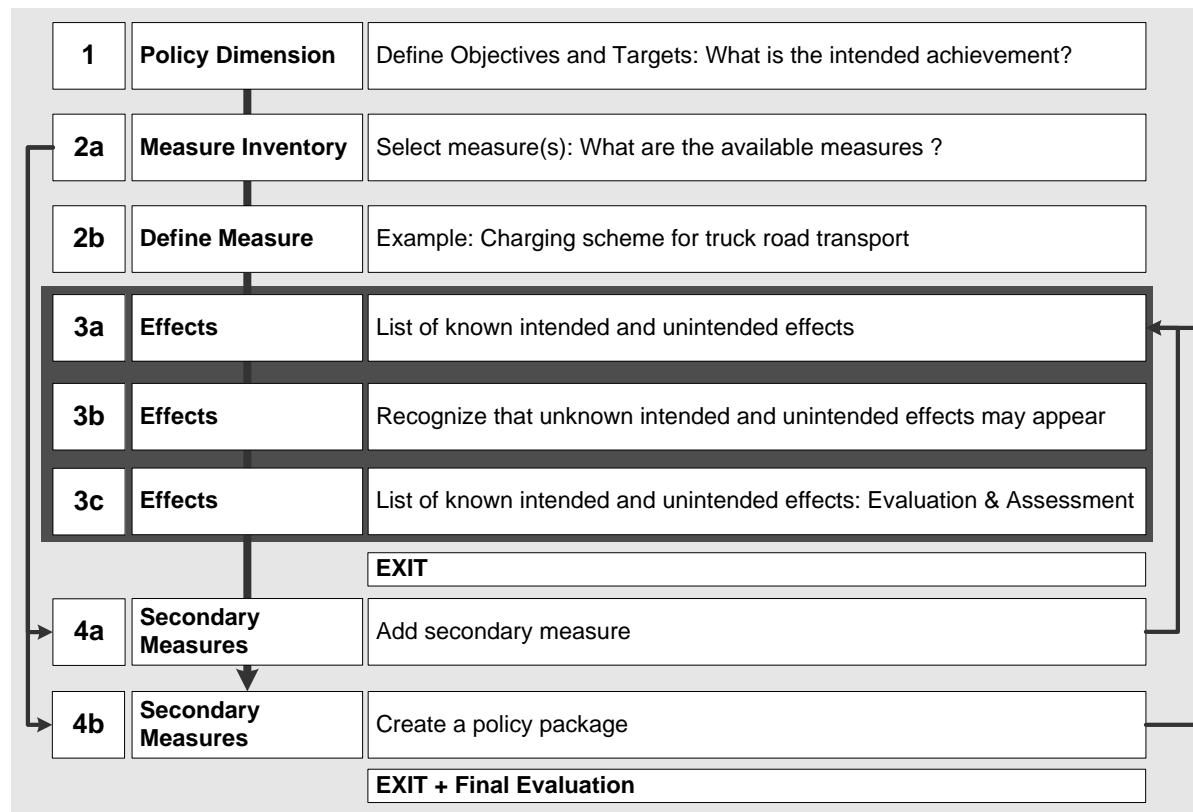 1 Policy Dimension Define Objectives and Targets: What is the intended achievement?
2a Measure Inventory Select measure(s): What are the available measures ?
2b Define Measure Example: Charging scheme for truck road transport
3a Effects List of known intended and unintended effects
3b Effects Recognize that unknown intended and unintended effects may appear
3c Effects List of known intended and unintended effects: Evaluation & Assessment
EXIT
4a Secondary
Measures Add secondary measure
4b Secondary
Measures Create a policy package
EXIT + Final Evaluation